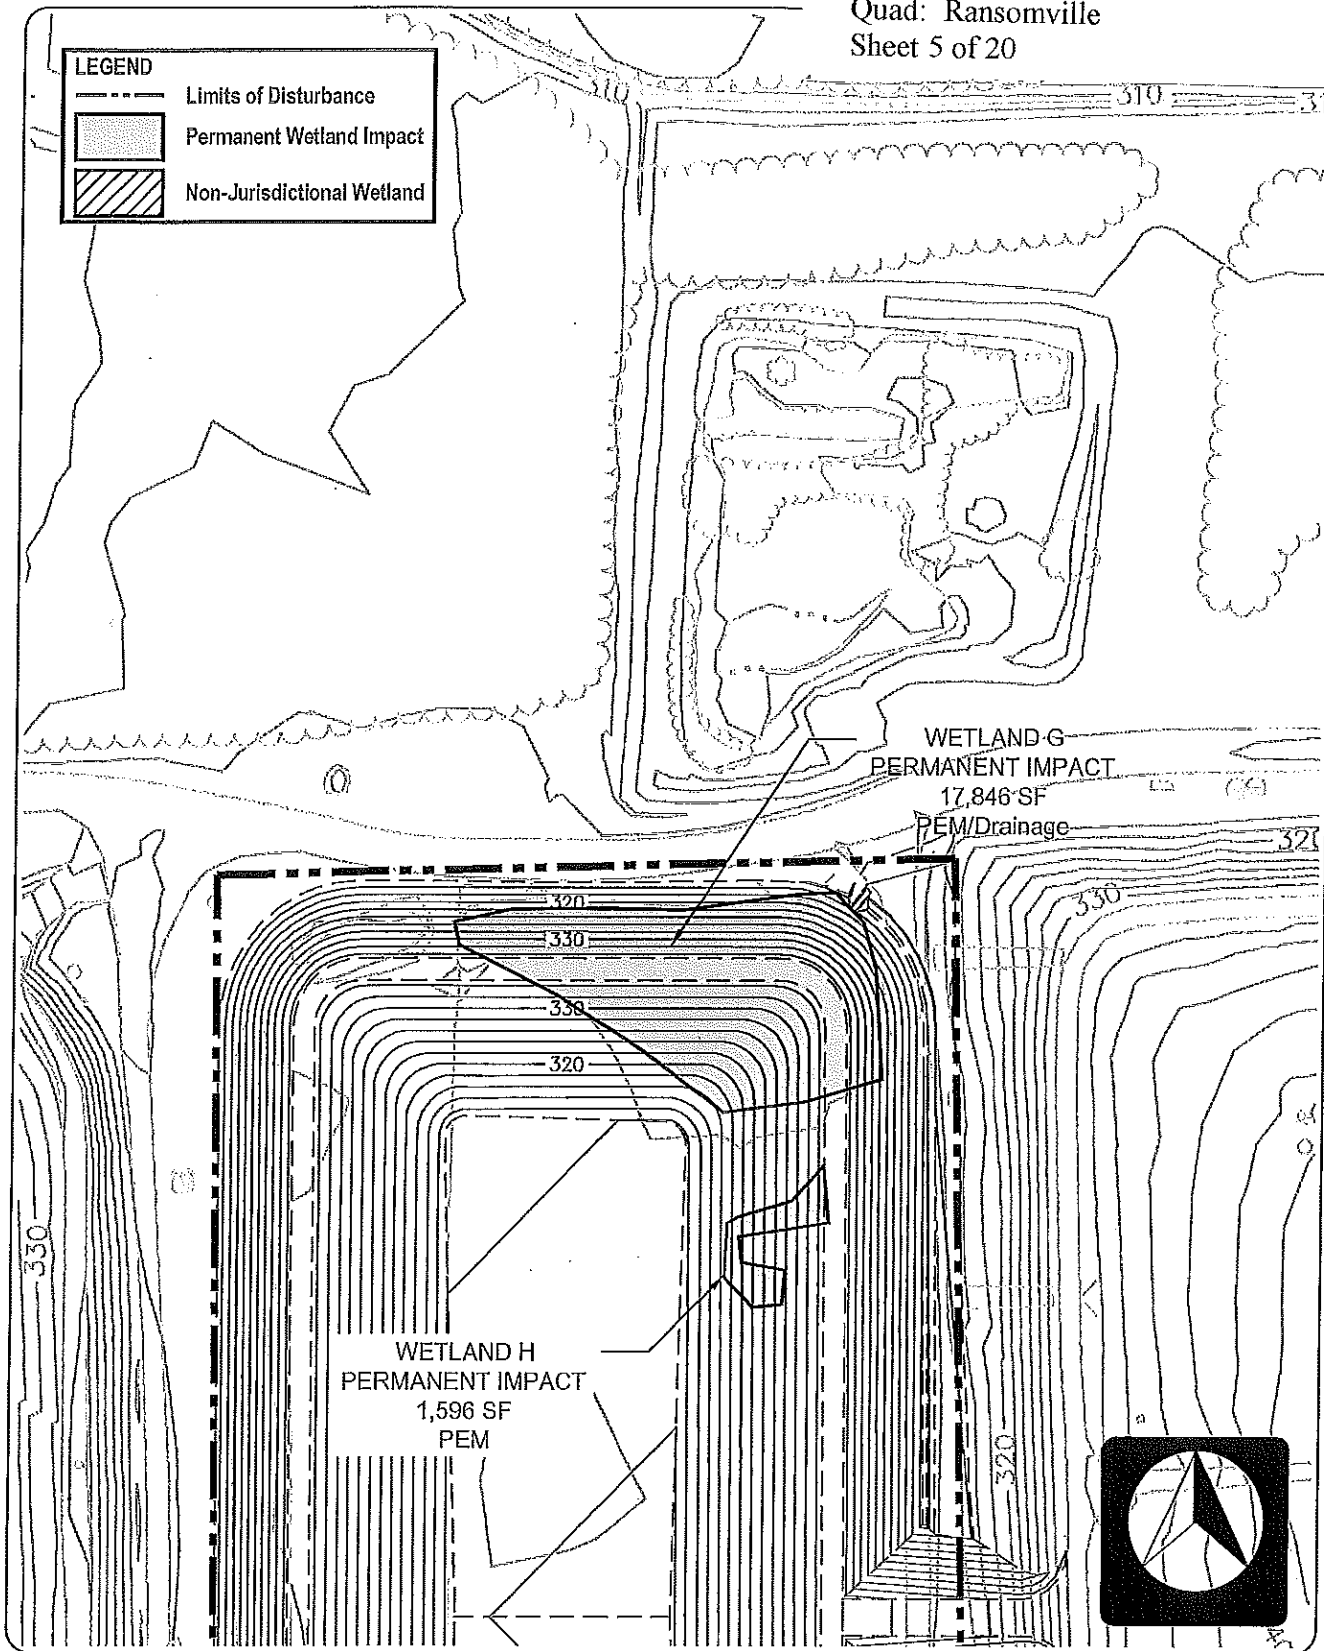 Quad: Ransomville
Sheet 5 of 20
LEGEND
Limits of Disturbance
Permanent Wetland Impact
Non-Jurisdictional Wetland
310
310
WETLAND G
PERMANENT IMPACT
17,846 SF
PEM/Drainage
320
330
320
330
330
320
330
WETLAND H
PERMANENT IMPACT
1,596 SF
PEM
320